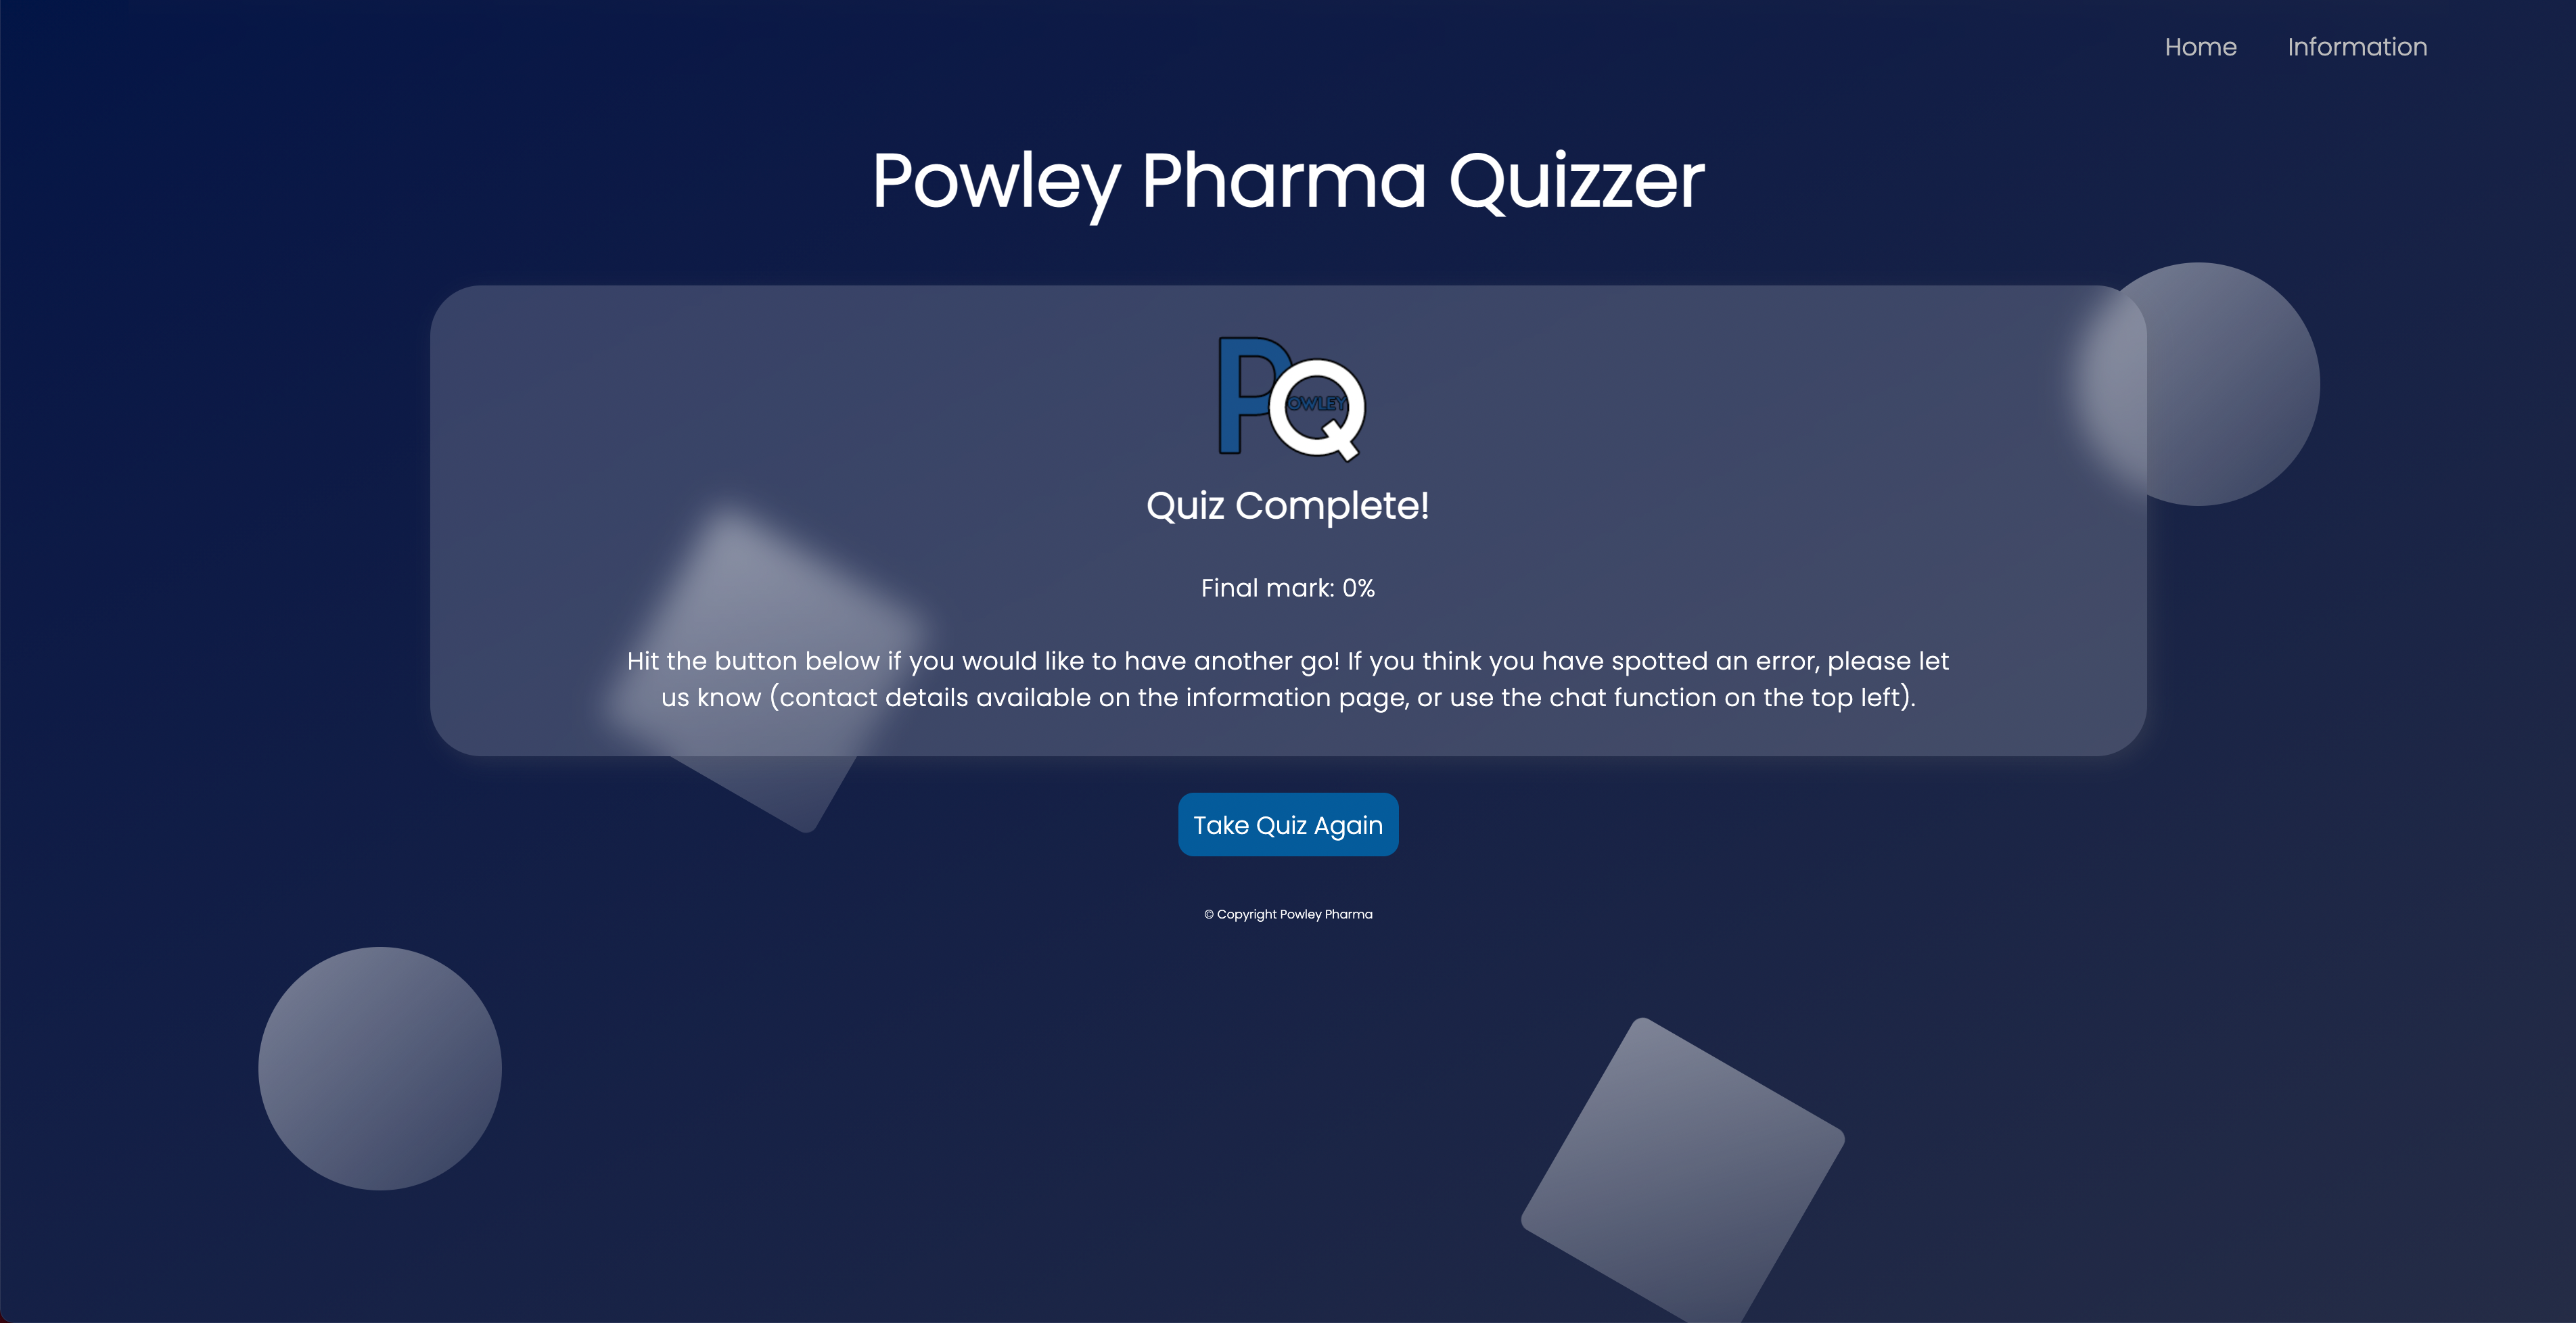 Home Information
Powley Pharma Quizzer
PQ
OWLEY
Quiz Complete!
Final mark: 0%
Hit the button below if you would like to have another go! If you think you have spotted an error, please let
us know (contact details available on the information page, or use the chat function on the top left).
Take Quiz Again
© Copyright Powley Pharma